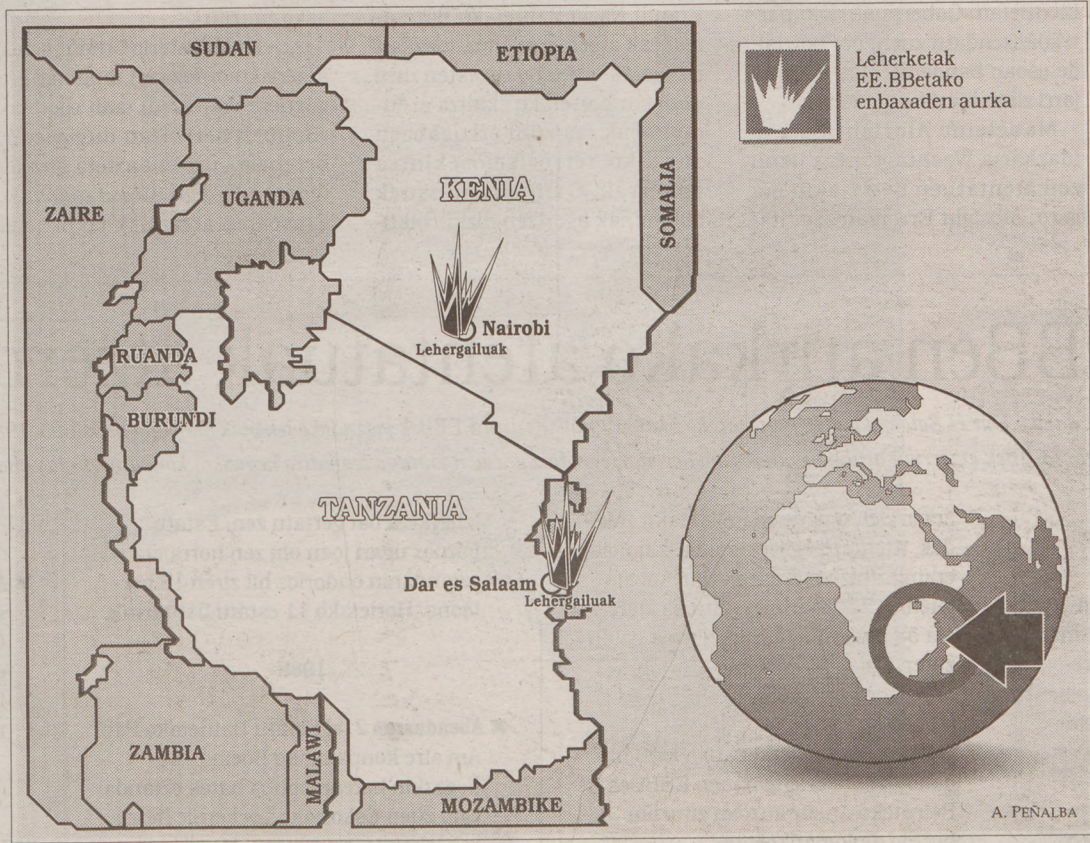 SUDAN
ETIOPIA
Leherketak
EE.BBetako
enbaxaden aurka
ZAIRE
UGANDA
KENIA
SOMALIA
Nairobi
Lehergailuak
RUANDA
BURUNDI
TANZANIA
Dar es Salaam
Lehergailuak
ZAMBIA
MALAWI
MOZAMBIKE
A. PEÑALBA